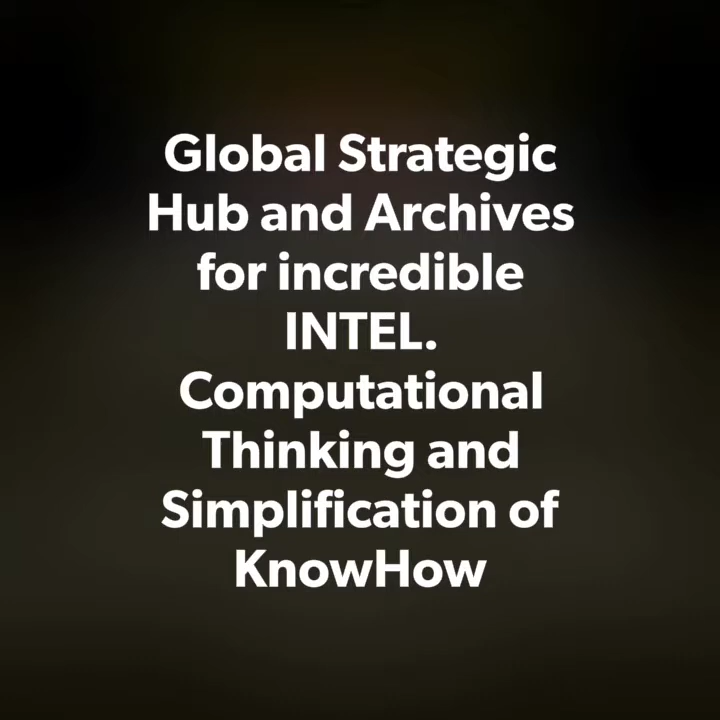 Global Strategic
Hub and Archives
for incredible
INTEL.
Computational
Thinking and
Simplification of
KnowHow